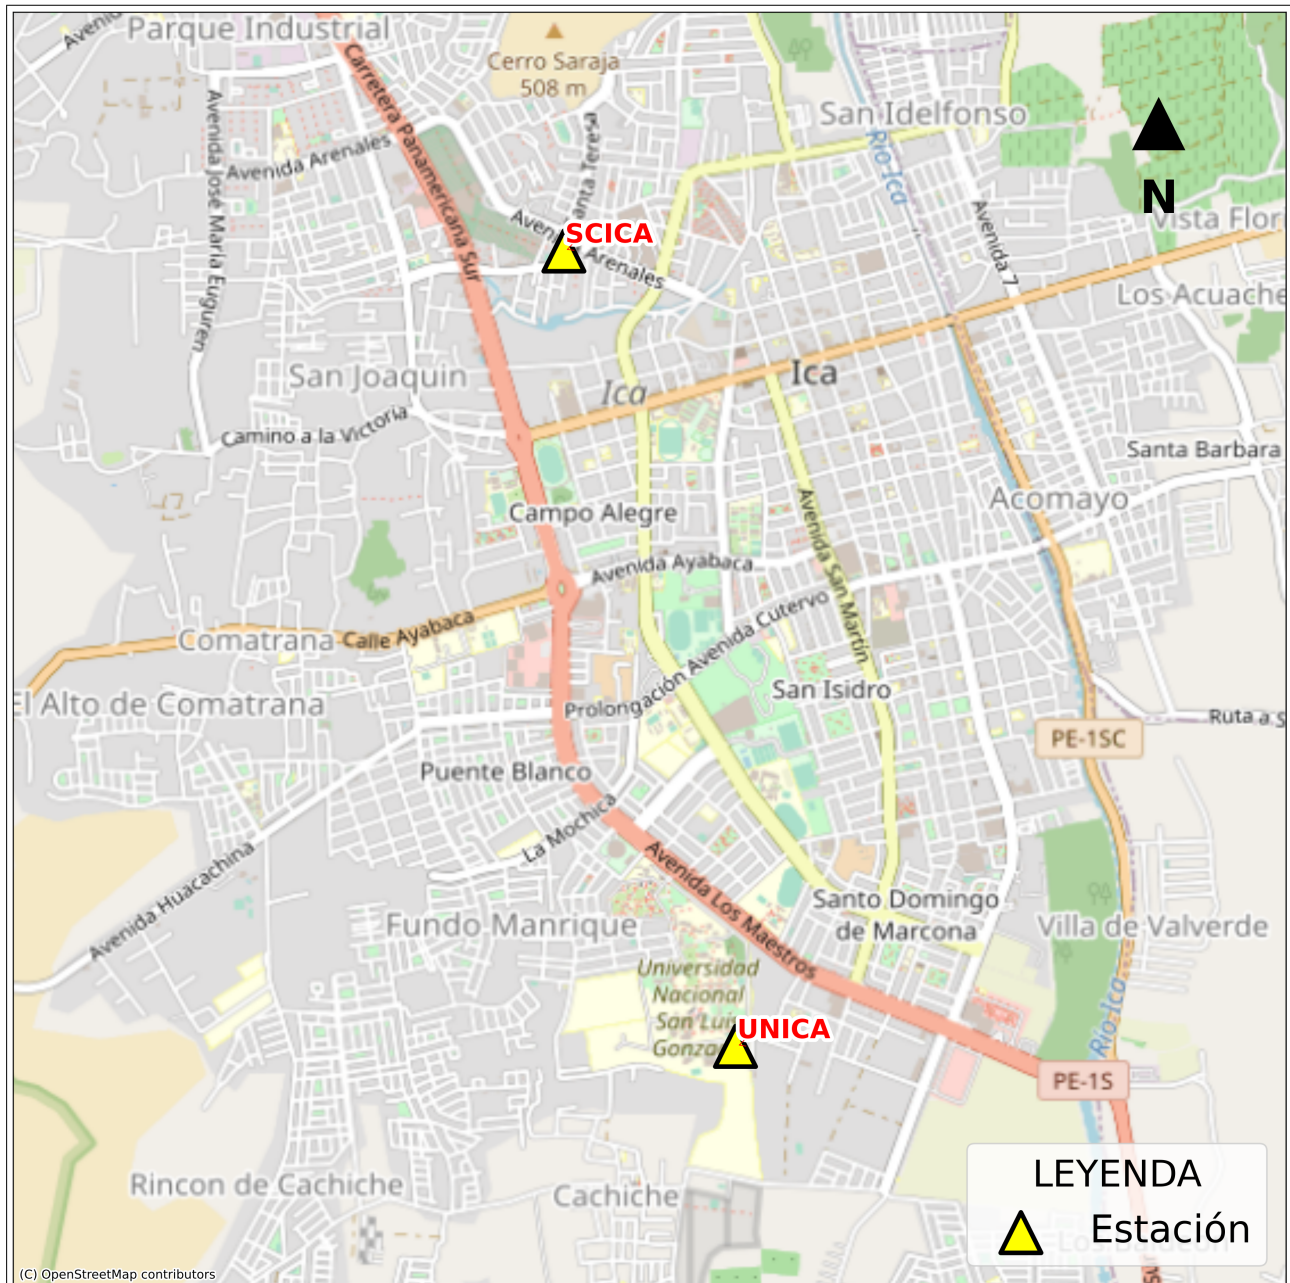 Avenid
Parque Industrial
Carretera Panamericana Sur
Cerro Saraja
508 m
San Idelfonso
Río Ica
N
Avenida José María Eguguren
Avenida Arenales
Santa Teresa
Avenida 7
Vista Flor
Avenida Arenales
SCICA
Los Acuache
San Joaquin
Ica
Ica
Camino a la Victoria
Santa Barbara
Campo Alegre
Avenida San Martín
Acomayo
Avenida Ayabaca
Calle Ayabaca
Comatrana
Prolongación Avenida Cutervo
San Isidro
El Alto de Comatrana
Ruta a S
PE-1SC
Puente Blanco
La Mochica
Avenida Huacachina
Avenida Los Maestros
Santo Domingo
de Marcona
Fundo Manrique
Villa de Valverde
Universidad
Nacional
San Luis
Gonza
UNICA
Río Ica
PE-1S
LEYENDA
Estación
Rincon de Cachiche
Cachiche
(C) OpenStreetMap contributors